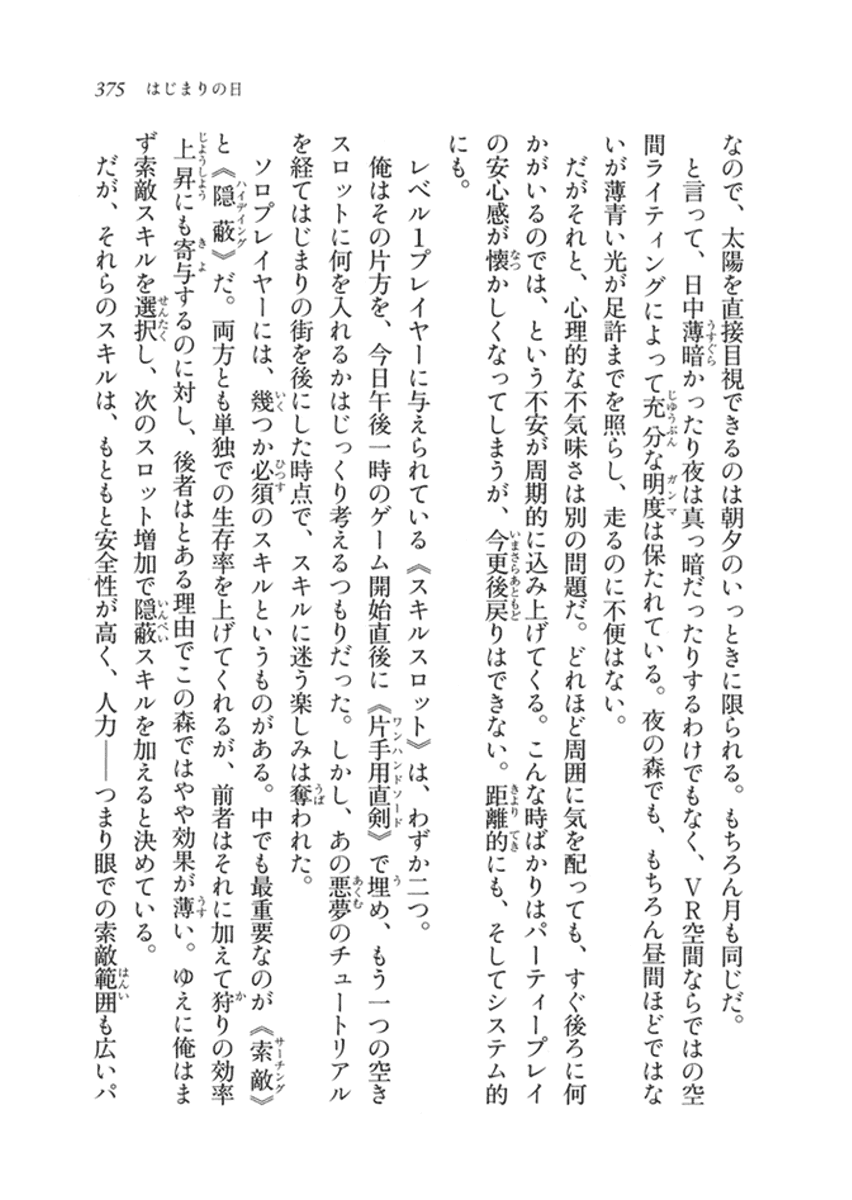 375 はじまりの日
なので、太陽を直接目視できるのは朝夕のいっときに限られる。もちろん月も同じだ。
と言って、日中薄暗かったり夜は真っ暗だったりするわけでもなく、VR空間ならではの空
間ライティングによって充分な明度は保たれている。夜の森でも、もちろん昼間ほどではな
いが薄青い光が足許までを照らし、走るのに不便はない。
だがそれと、心理的な不気味さは別の問題だ。どれほど周囲に気を配っても、すぐ後ろに何
かがいるのでは、という不安が周期的に込み上げてくる。こんな時ばかりはパーティープレイ
の安心感が懐かしくなってしまうが、今更後戻りはできない。距離的にも、そしてシステム的
にも。
レベル1プレイヤーに与えられている《スキルスロット》は、わずか二つ。
俺はその片方を、今日午後一時のゲーム開始直後に《片手用直剣》で埋め、もう一つの空き
スロットに何を入れるかはじっくり考えるつもりだった。しかし、あの悪夢のチュートリアル
を経てはじまりの街を後にした時点で、スキルに迷う楽しみは奪われた。
ソロプレイヤーには、幾つか必須のスキルというものがある。中でも最重要なのが《索敵》
と《隠蔽》だ。両方とも単独での生存率を上げてくれるが、前者はそれに加えて狩りの効率
上昇にも寄与するのに対し、後者はとある理由でこの森ではやや効果が薄い。ゆえに俺はま
ず索敵スキルを選択し、次のスロット増加で隠蔽スキルを加えると決めている。
だが、それらのスキルは、もともと安全性が高く、人力――つまり眼での索敵範囲も広いパ